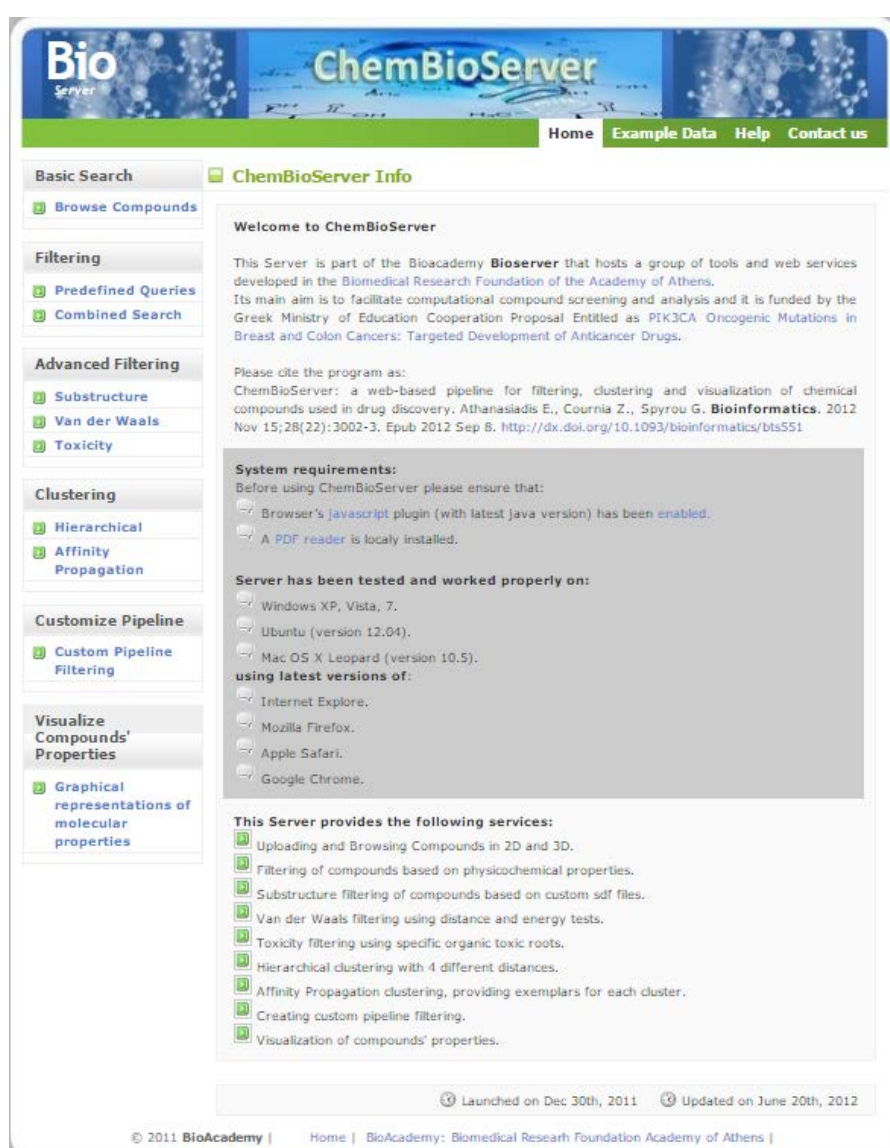 Bio
Server
ChemBioServer
Home Example Data Help Contact us
Basic Search
Browse Compounds
Filtering
Predefined Queries
Combined Search
Advanced Filtering
Substructure
Van der Waals
Toxicity
Clustering
Hierarchical
Affinity
Propagation
Customize Pipeline
Custom Pipeline
Filtering
Visualize
Compounds'
Properties
Graphical
representations of
molecular
properties
ChemBioServer Info
Welcome to ChemBioServer
This Server is part of the Bioacademy Bioserver that hosts a group of tools and web services
developed in the Biomedical Research Foundation of the Academy of Athens.
Its main aim is to facilitate computational compound screening and analysis and it is funded by the
Greek Ministry of Education Cooperation Proposal Entitled as PIK3CA Oncogenic Mutations in
Breast and Colon Cancers: Targeted Development of Anticancer Drugs.
Please cite the program as:
ChemBioServer: a web-based pipeline for filtering, clustering and visualization of chemical
compounds used in drug discovery. Athanasiadis E., Cournia Z., Spyrou G. Bioinformatics. 2012
Nov 15;28(22):3002-3. Epub 2012 Sep 8. http://dx.doi.org/10.1093/bioinformatics/bts551
System requirements:
Before using ChemBioServer please ensure that:
Browser's javascript plugin (with latest java version) has been enabled.
A PDF reader is localy installed.
Server has been tested and worked properly on:
Windows XP, Vista, 7.
Ubuntu (version 12.04).
Mac OS X Leopard (version 10.5).
using latest versions of:
Internet Explore.
Mozilla Firefox.
Apple Safari.
Google Chrome.
This Server provides the following services:
Uploading and Browsing Compounds in 2D and 3D.
Filtering of compounds based on physicochemical properties.
Substructure filtering of compounds based on custom sdf files.
Van der Waals filtering using distance and energy tests.
Toxicity filtering using specific organic toxic roots.
Hierarchical clustering with 4 different distances.
Affinity Propagation clustering, providing exemplars for each cluster.
Creating custom pipeline filtering.
Visualization of compounds' properties.
Launched on Dec 30th, 2011 Updated on June 20th, 2012
© 2011 BioAcademy | Home | BioAcademy: Biomedical Researh Foundation Academy of Athens |